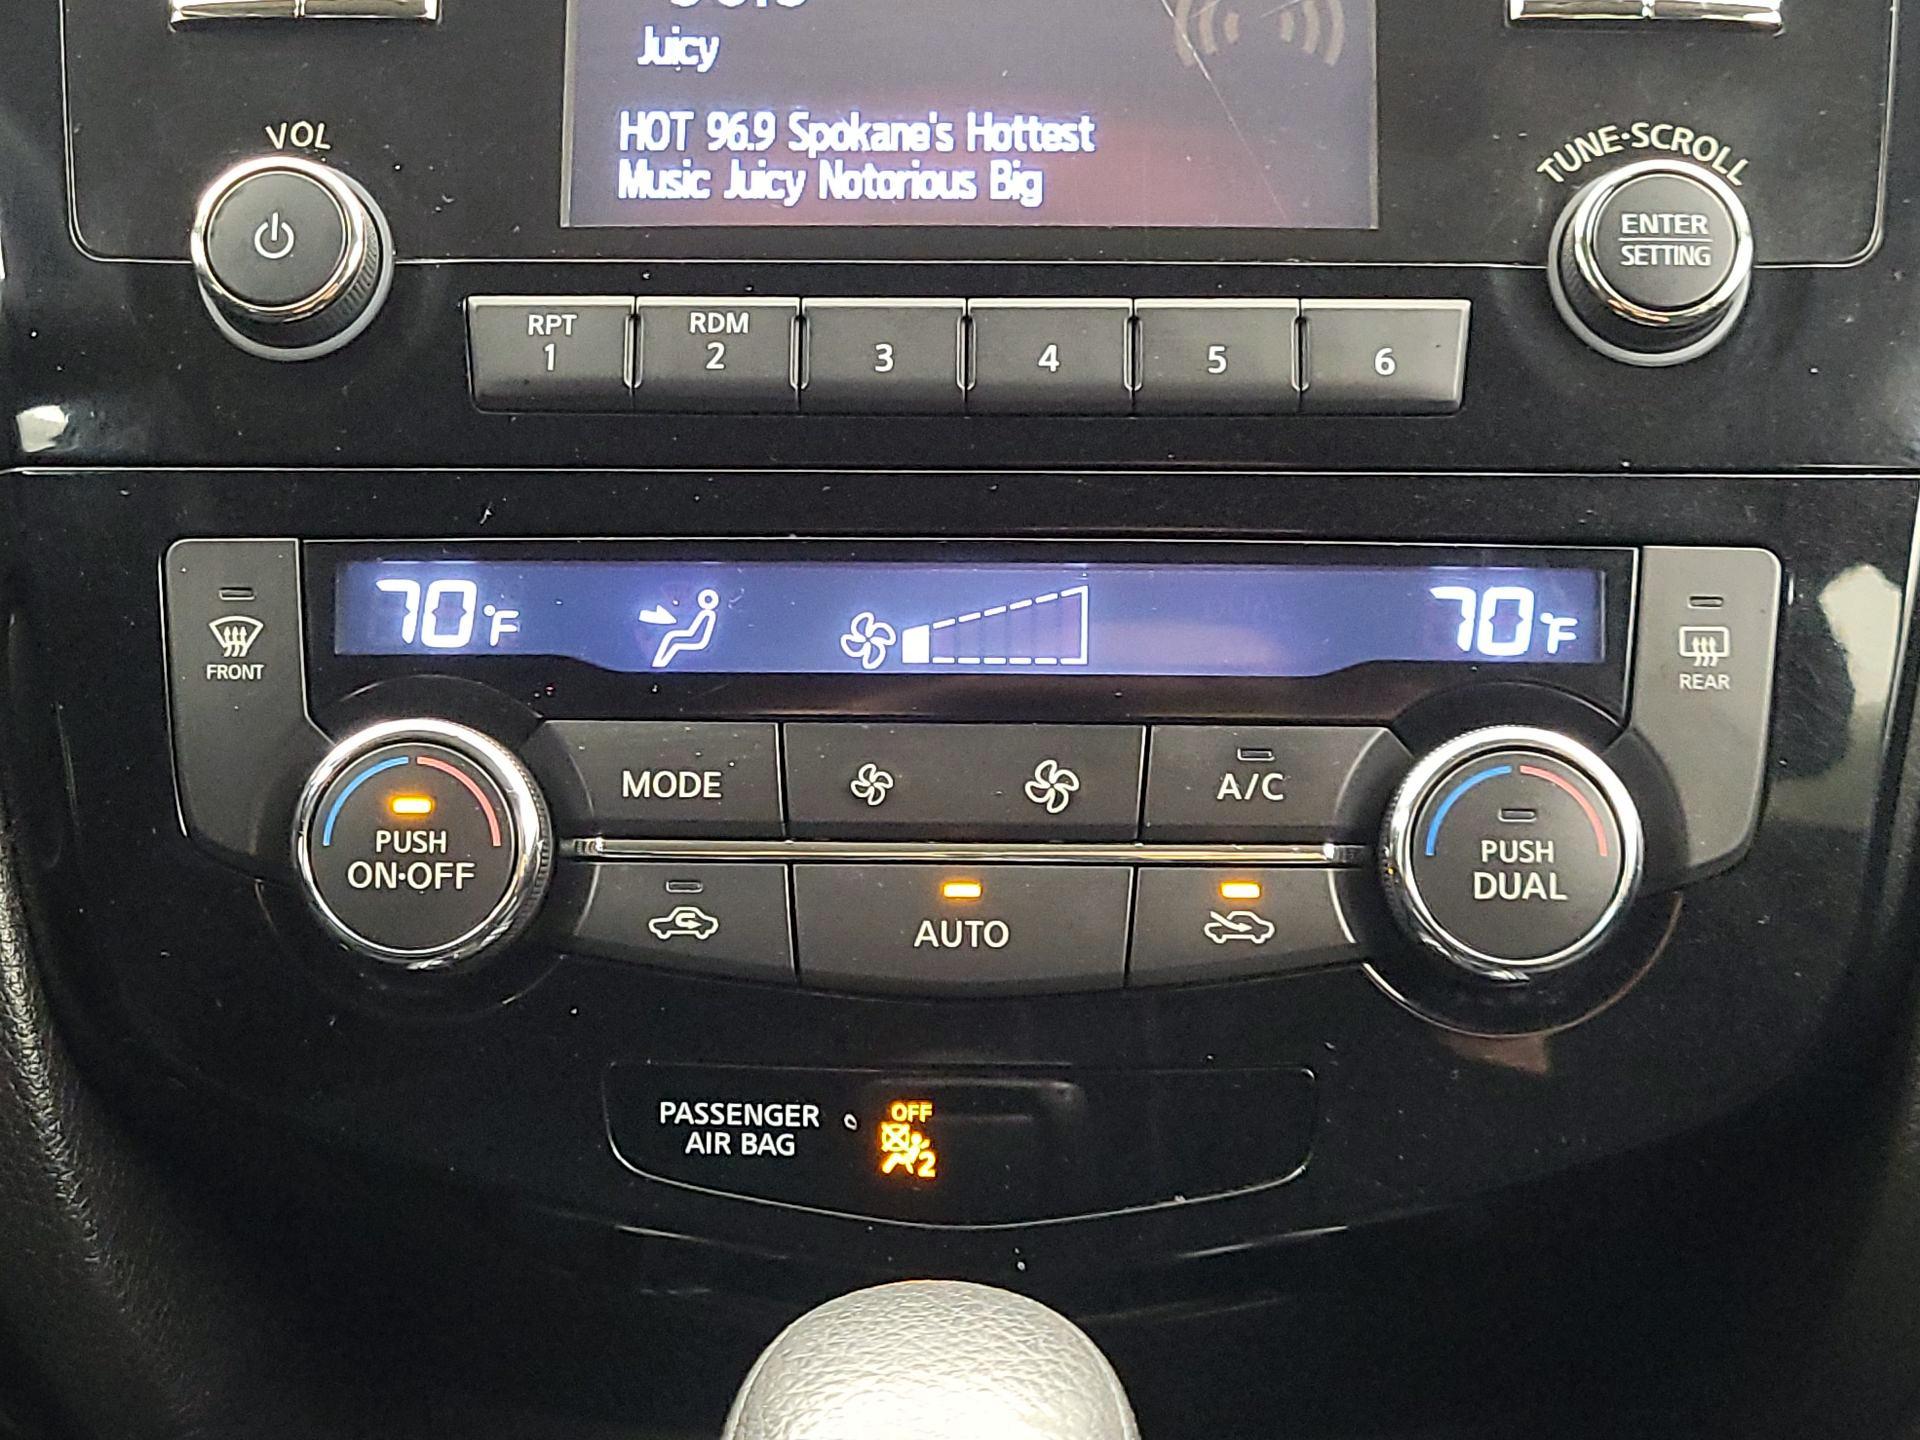 Juicy
HOT 96.9 Spokane's Hottest
Music Juicy Notorious Big
VOL
TUNE·SCROLL
ENTER
SETTING
RPT
1
RDM
2
3
4
5
6
70°F
70°F
FRONT
REAR
MODE
A/C
PUSH
ON·OFF
AUTO
PUSH
DUAL
PASSENGER
AIR BAG
OFF
2